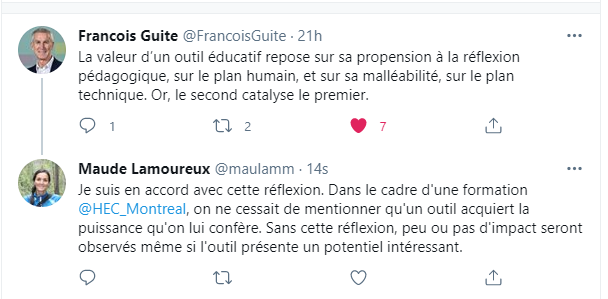 Francois Guite @FrancoisGuite · 21h
La valeur d’un outil éducatif repose sur sa propension à la réflexion
pédagogique, sur le plan humain, et sur sa malléabilité, sur le plan
technique. Or, le second catalyse le premier.
1 2 7
Maude Lamoureux @maulamm · 14s
Je suis en accord avec cette réflexion. Dans le cadre d'une formation
@HEC_Montreal, on ne cessait de mentionner qu'un outil acquiert la
puissance qu'on lui confère. Sans cette réflexion, peu ou pas d'impact seront
observés même si l'outil présente un potentiel intéressant.